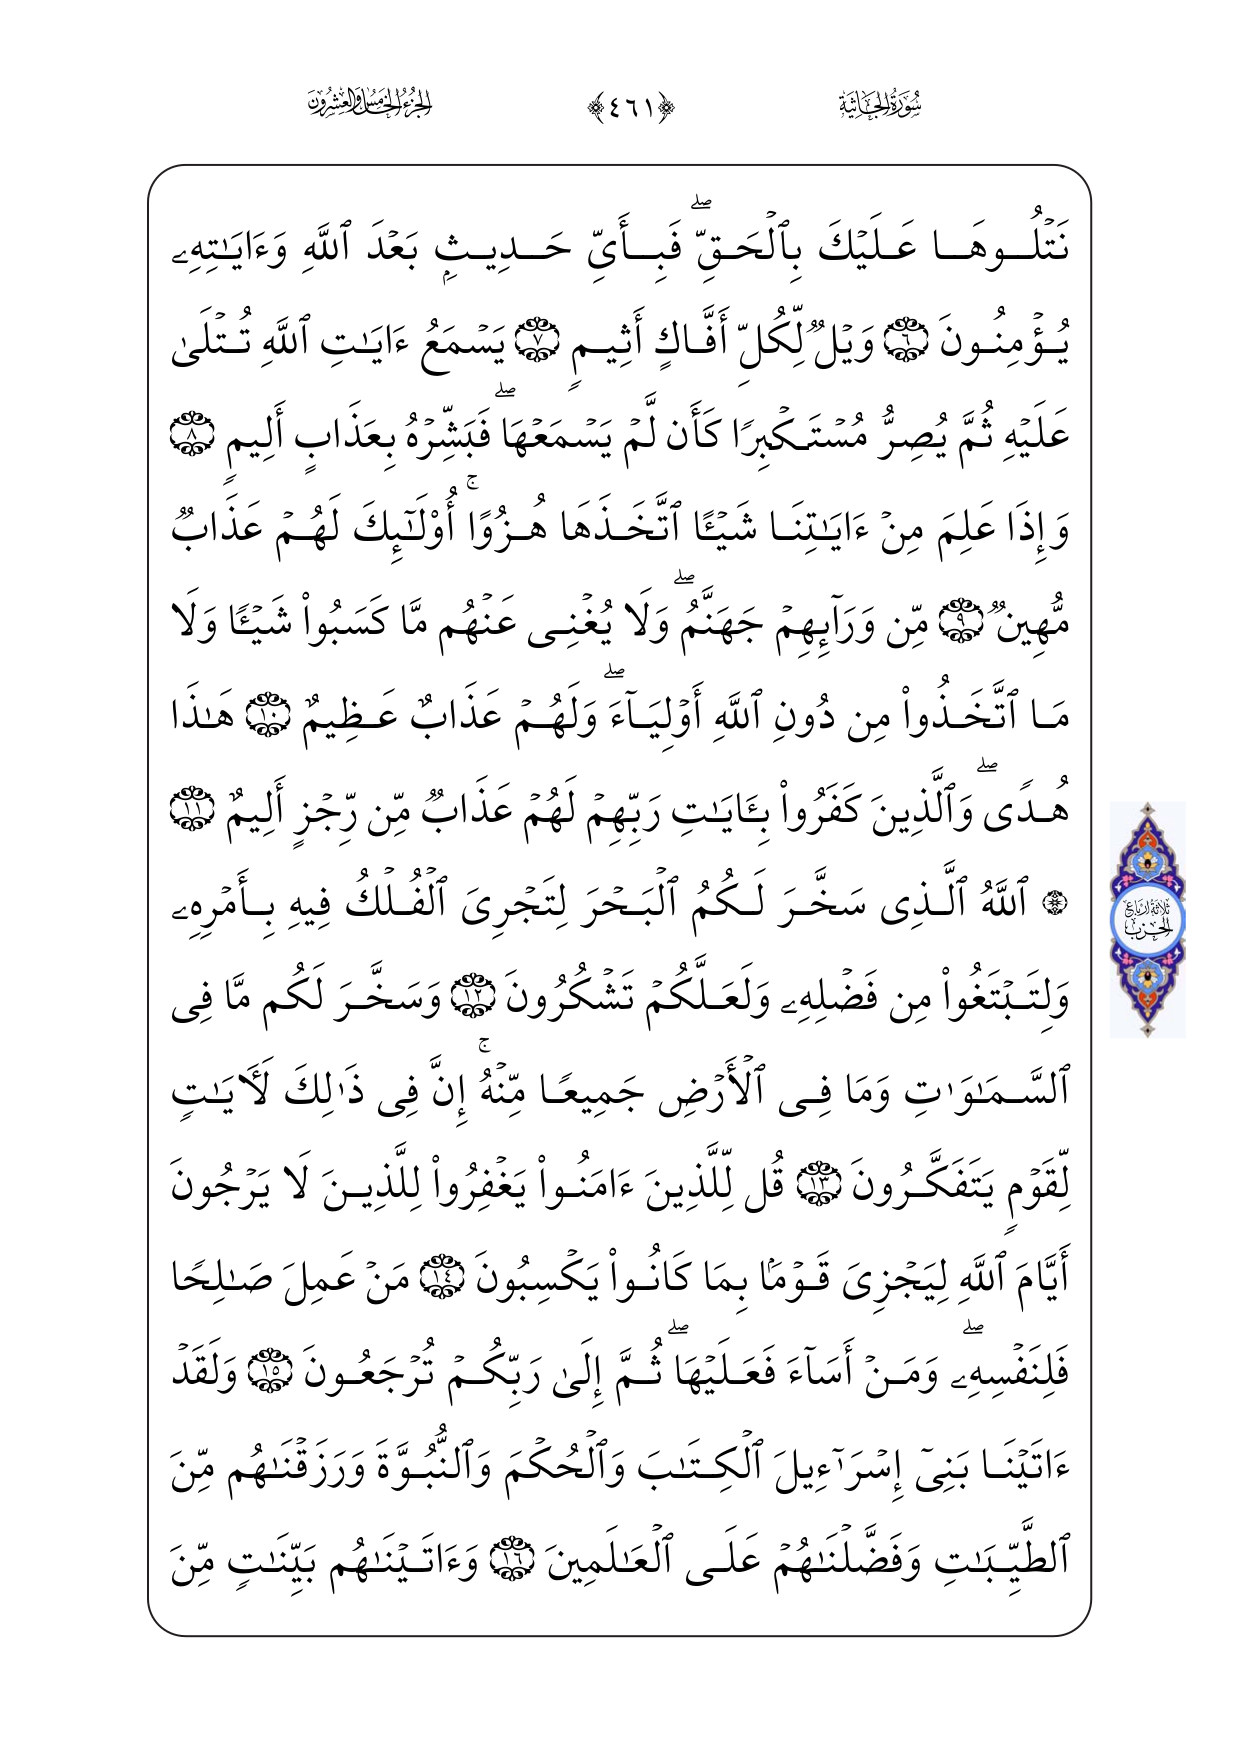 سُورَةُ الجَاثِيَة ﴿٤٦١﴾ الجُزْءُ الخَامِسُ وَالعِشْرُونَ
نَتۡلُوهَا عَلَيۡكَ بِٱلۡحَقِّۖ فَبِأَيِّ حَدِيثِۭ بَعۡدَ ٱللَّهِ وَءَايَٰتِهِۦ
يُؤۡمِنُونَ ٦ وَيۡلٞ لِّكُلِّ أَفَّاكٍ أَثِيمٖ ٧ يَسۡمَعُ ءَايَٰتِ ٱللَّهِ تُتۡلَىٰ
عَلَيۡهِ ثُمَّ يُصِرُّ مُسۡتَكۡبِرٗا كَأَن لَّمۡ يَسۡمَعۡهَاۖ فَبَشِّرۡهُ بِعَذَابٍ أَلِيمٖ ٨
وَإِذَا عَلِمَ مِنۡ ءَايَٰتِنَا شَيۡـًٔا ٱتَّخَذَهَا هُزُوًاۚ أُوْلَٰٓئِكَ لَهُمۡ عَذَابٞ
مُّهِينٞ ٩ مِّن وَرَآئِهِمۡ جَهَنَّمُۖ وَلَا يُغۡنِي عَنۡهُم مَّا كَسَبُواْ شَيۡـٔٗا وَلَا
مَا ٱتَّخَذُواْ مِن دُونِ ٱللَّهِ أَوۡلِيَآءَۖ وَلَهُمۡ عَذَابٌ عَظِيمٌ ١٠ هَٰذَا
هُدٗىۖ وَٱلَّذِينَ كَفَرُواْ بِـَٔايَٰتِ رَبِّهِمۡ لَهُمۡ عَذَابٞ مِّن رِّجۡزٍ أَلِيمٌ ١١
۞ ٱللَّهُ ٱلَّذِي سَخَّرَ لَكُمُ ٱلۡبَحۡرَ لِتَجۡرِيَ ٱلۡفُلۡكُ فِيهِ بِأَمۡرِهِۦ
ثَلَاثَةُ أَرْبَاعِ
الحِزْب
وَلِتَبۡتَغُواْ مِن فَضۡلِهِۦ وَلَعَلَّكُمۡ تَشۡكُرُونَ ١٢ وَسَخَّرَ لَكُم مَّا فِي
ٱلسَّمَٰوَٰتِ وَمَا فِي ٱلۡأَرۡضِ جَمِيعٗا مِّنۡهُۚ إِنَّ فِي ذَٰلِكَ لَأٓيَٰتٖ
لِّقَوۡمٖ يَتَفَكَّرُونَ ١٣ قُل لِّلَّذِينَ ءَامَنُواْ يَغۡفِرُواْ لِلَّذِينَ لَا يَرۡجُونَ
أَيَّامَ ٱللَّهِ لِيَجۡزِيَ قَوۡمَۢا بِمَا كَانُواْ يَكۡسِبُونَ ١٤ مَنۡ عَمِلَ صَٰلِحٗا
فَلِنَفۡسِهِۦۖ وَمَنۡ أَسَآءَ فَعَلَيۡهَاۖ ثُمَّ إِلَىٰ رَبِّكُمۡ تُرۡجَعُونَ ١٥ وَلَقَدۡ
ءَاتَيۡنَا بَنِيٓ إِسۡرَٰٓءِيلَ ٱلۡكِتَٰبَ وَٱلۡحُكۡمَ وَٱلنُّبُوَّةَ وَرَزَقۡنَٰهُم مِّنَ
ٱلطَّيِّبَٰتِ وَفَضَّلۡنَٰهُمۡ عَلَى ٱلۡعَٰلَمِينَ ١٦ وَءَاتَيۡنَٰهُم بَيِّنَٰتٖ مِّنَ